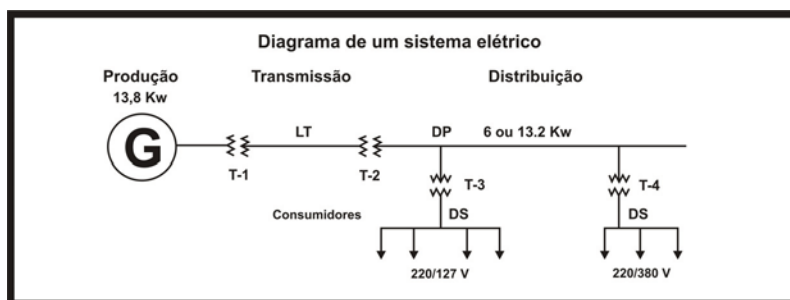 Diagrama de um sistema elétrico
Produção
Transmissão
Distribuição
13,8 Kw
G
LT
DP
6 ou 13.2 Kw
T-1
T-2
T-3
T-4
Consumidores
DS
DS
220/127 V
220/380 V